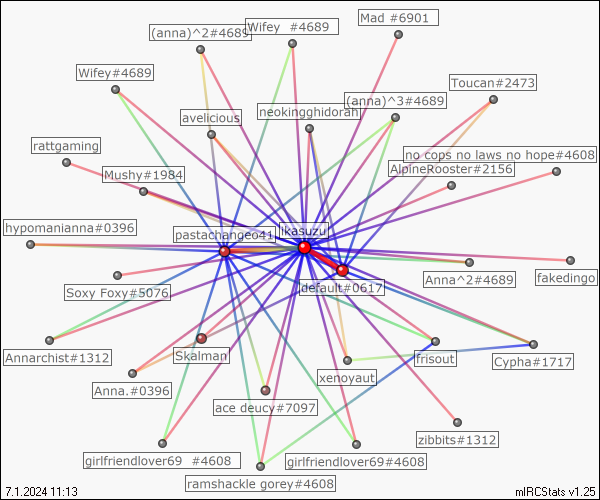 Mad #6901
(anna)^2#4689
Wifey  #4689
Wifey#4689
Toucan#2473
(anna)^3#4689
neokingghidorah
avelicious
rattgaming
no cops no laws no hope#4608
AlpineRooster#2156
Mushy#1984
hypomanianna#0396
pastachangeo41
ikasuzu
Anna^2#4689
fakedingo
default#0617
Soxy Foxy#5076
Annarchist#1312
Skalman
frisout
Cypha#1717
xenoyaut
Anna.#0396
ace deucy#7097
zibbits#1312
girlfriendlover69  #4608
girlfriendlover69#4608
ramshackle gorey#4608
7.1.2024 11:13
mIRCStats v1.25